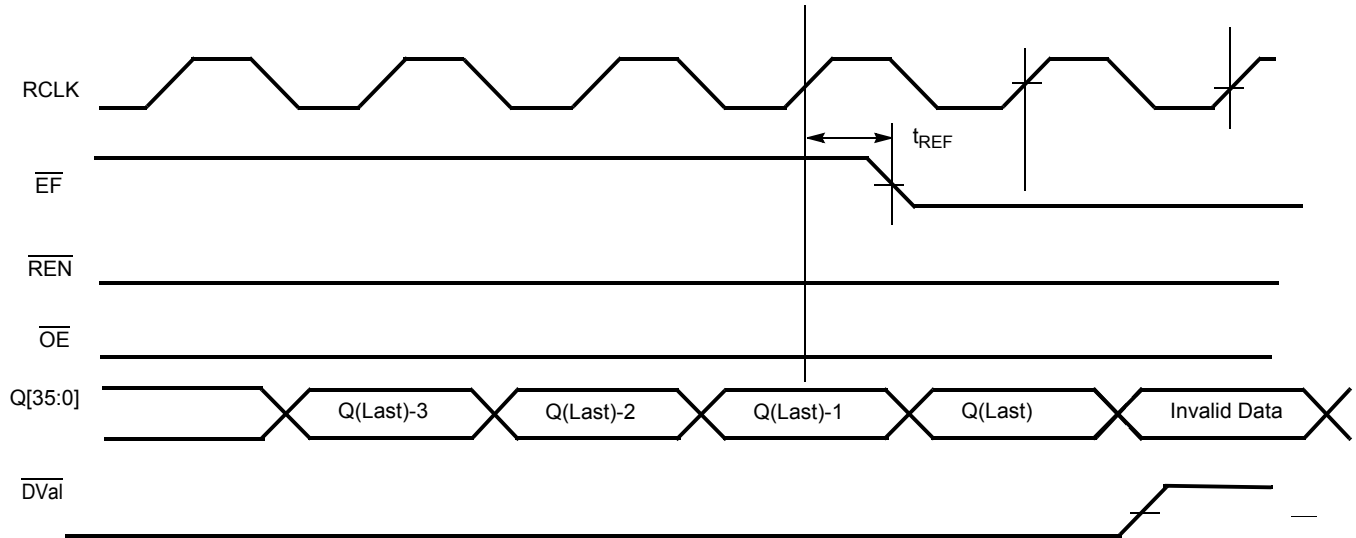 RCLK
tREF
EF
REN
OE
Q[35:0]
Q(Last)-3
Q(Last)-2
Q(Last)-1
Q(Last)
Invalid Data
DVal